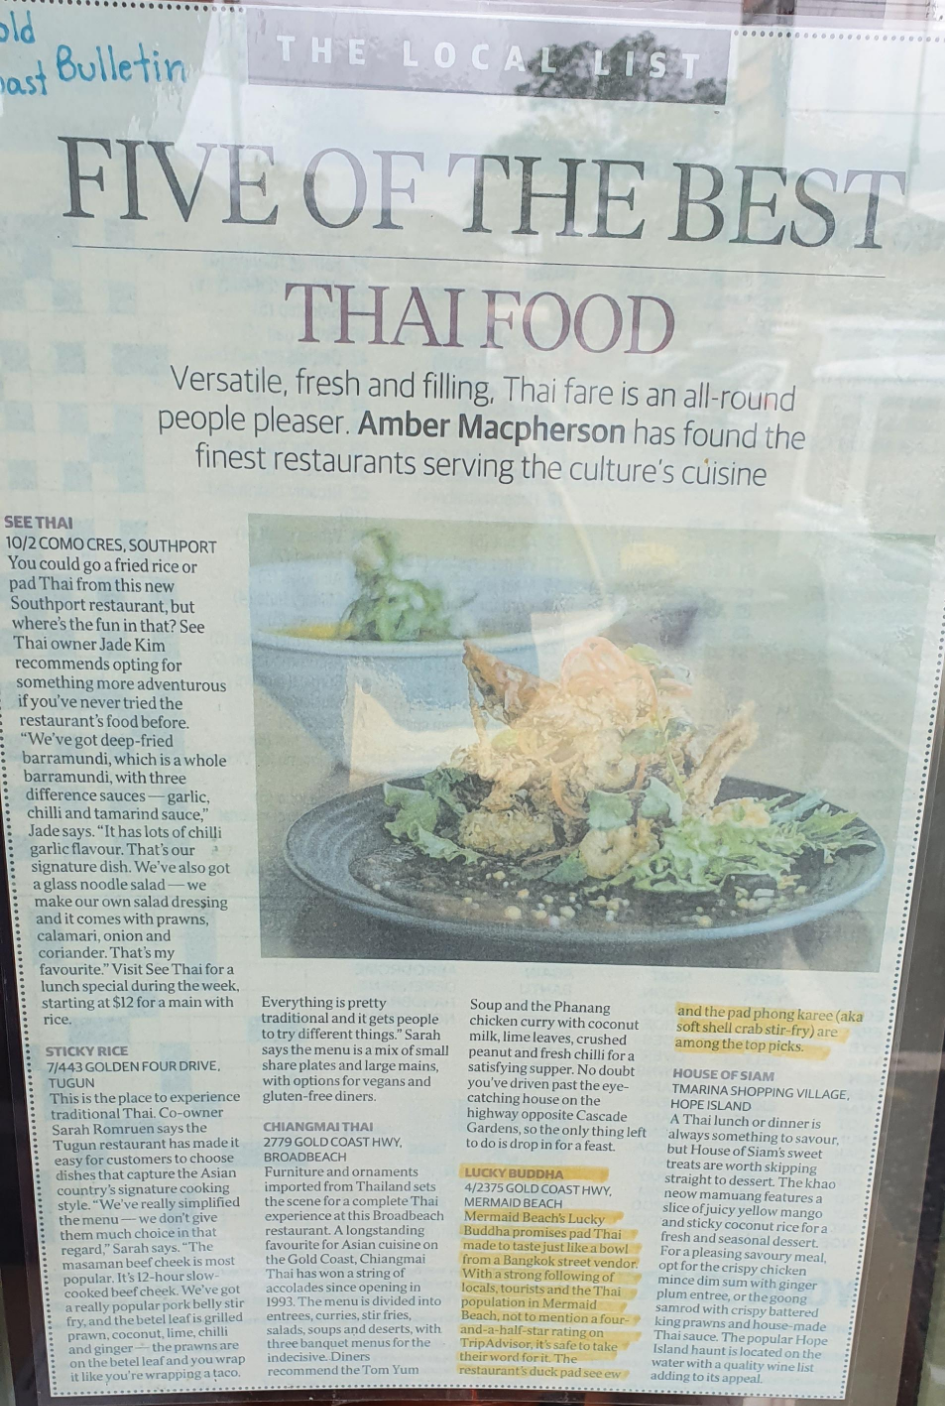 old
oast Bulletin
THE LOCAL LIST
FIVE OF THE BEST
THAI FOOD
Versatile, fresh and filling, Thai fare is an all-round
people pleaser. Amber Macpherson has found the
finest restaurants serving the culture's cuisine
SEE THAI
10/2 COMO CRES, SOUTHPORT
You could go a fried rice or
pad Thai from this new
Southport restaurant, but
where's the fun in that? See
Thai owner Jade Kim
recommends opting for
something more adventurous
if you've never tried the
restaurant's food before.
"We've got deep-fried
barramundi, which is a whole
barramundi, with three
difference sauces — garlic,
chilli and tamarind sauce,"
Jade says. "It has lots of chilli
garlic flavour. That's our
signature dish. We've also got
a glass noodle salad — we
make our own salad dressing
and it comes with prawns,
calamari, onion and
coriander. That's my
favourite." Visit See Thai for a
lunch special during the week,
starting at $12 for a main with
rice.
STICKY RICE
7/443 GOLDEN FOUR DRIVE,
TUGUN
This is the place to experience
traditional Thai. Co-owner
Sarah Romruen says the
Tugun restaurant has made it
easy for customers to choose
dishes that capture the Asian
country's signature cooking
style. "We've really simplified
the menu — we don't give
them much choice in that
regard," Sarah says. "The
masaman beef cheek is most
popular. It's 12-hour slow-
cooked beef cheek. We've got
a really popular pork belly stir
fry, and the betel leaf is grilled
prawn, coconut, lime, chilli
and ginger — the prawns are
on the betel leaf and you wrap
it like you're wrapping a taco.
Everything is pretty
traditional and it gets people
to try different things." Sarah
says the menu is a mix of small
share plates and large mains,
with options for vegans and
gluten-free diners.
CHIANGMAI THAI
2779 GOLD COAST HWY,
BROADBEACH
Furniture and ornaments
imported from Thailand sets
the scene for a complete Thai
experience at this Broadbeach
restaurant. A longstanding
favourite for Asian cuisine on
the Gold Coast, Chiangmai
Thai has won a string of
accolades since opening in
1993. The menu is divided into
entrees, curries, stir fries,
salads, soups and deserts, with
three banquet menus for the
indecisive. Diners
recommend the Tom Yum
Soup and the Phanang
chicken curry with coconut
milk, lime leaves, crushed
peanut and fresh chilli for a
satisfying supper. No doubt
you've driven past the eye-
catching house on the
highway opposite Cascade
Gardens, so the only thing left
to do is drop in for a feast.
LUCKY BUDDHA
4/2375 GOLD COAST HWY,
MERMAID BEACH
Mermaid Beach's Lucky
Buddha promises pad Thai
made to taste just like a bowl
from a Bangkok street vendor.
With a strong following of
locals, tourists and the Thai
population in Mermaid
Beach, not to mention a four-
and-a-half-star rating on
TripAdvisor, it's safe to take
their word for it. The
restaurant's duck pad see ew
and the pad phong karee (aka
soft shell crab stir-fry) are
among the top picks.
HOUSE OF SIAM
TMARINA SHOPPING VILLAGE,
HOPE ISLAND
A Thai lunch or dinner is
always something to savour,
but House of Siam's sweet
treats are worth skipping
straight to dessert. The khao
neow mamuang features a
slice of juicy yellow mango
and sticky coconut rice for a
fresh and seasonal dessert.
For a pleasing savoury meal,
opt for the crispy chicken
mince dim sum with ginger
plum entree, or the goong
samrod with crispy battered
king prawns and house-made
Thai sauce. The popular Hope
Island haunt is located on the
water with a quality wine list
adding to its appeal.